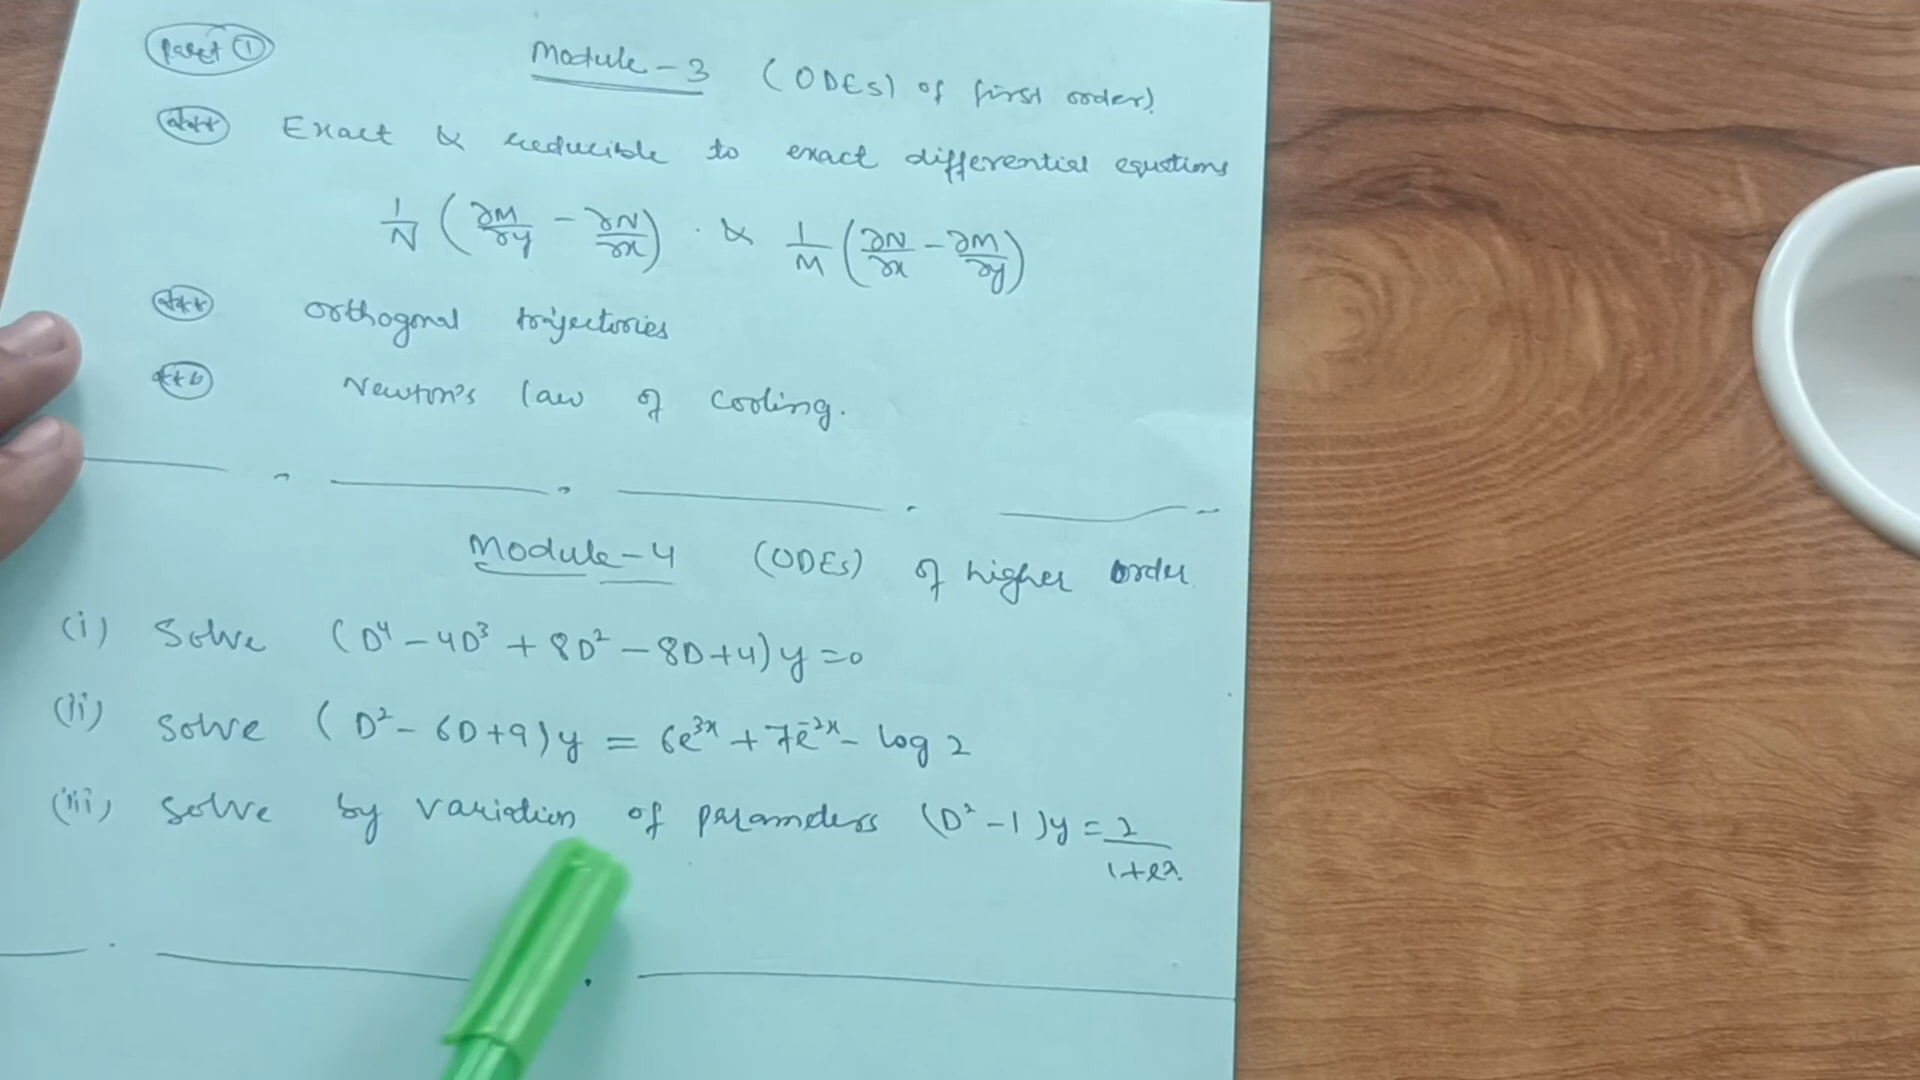 Part ①
Module-3 (ODEs) of first order).
*** Exact & reducible to exact differential equations
1/N (∂M/∂y − ∂N/∂x) & 1/M (∂N/∂x − ∂M/∂y)
*** orthogonal trajectories
*** Newton's law of cooling.
Module-4 (ODEs) of higher order
(i) Solve (D⁴ − 4D³ + 8D² − 8D + 4) y = 0
(ii) Solve (D² − 6D + 9) y = 6e³ˣ + 7e⁻²ˣ − log 2
(iii) Solve by variation of parameters (D² − 1) y = 2/(1+eˣ.